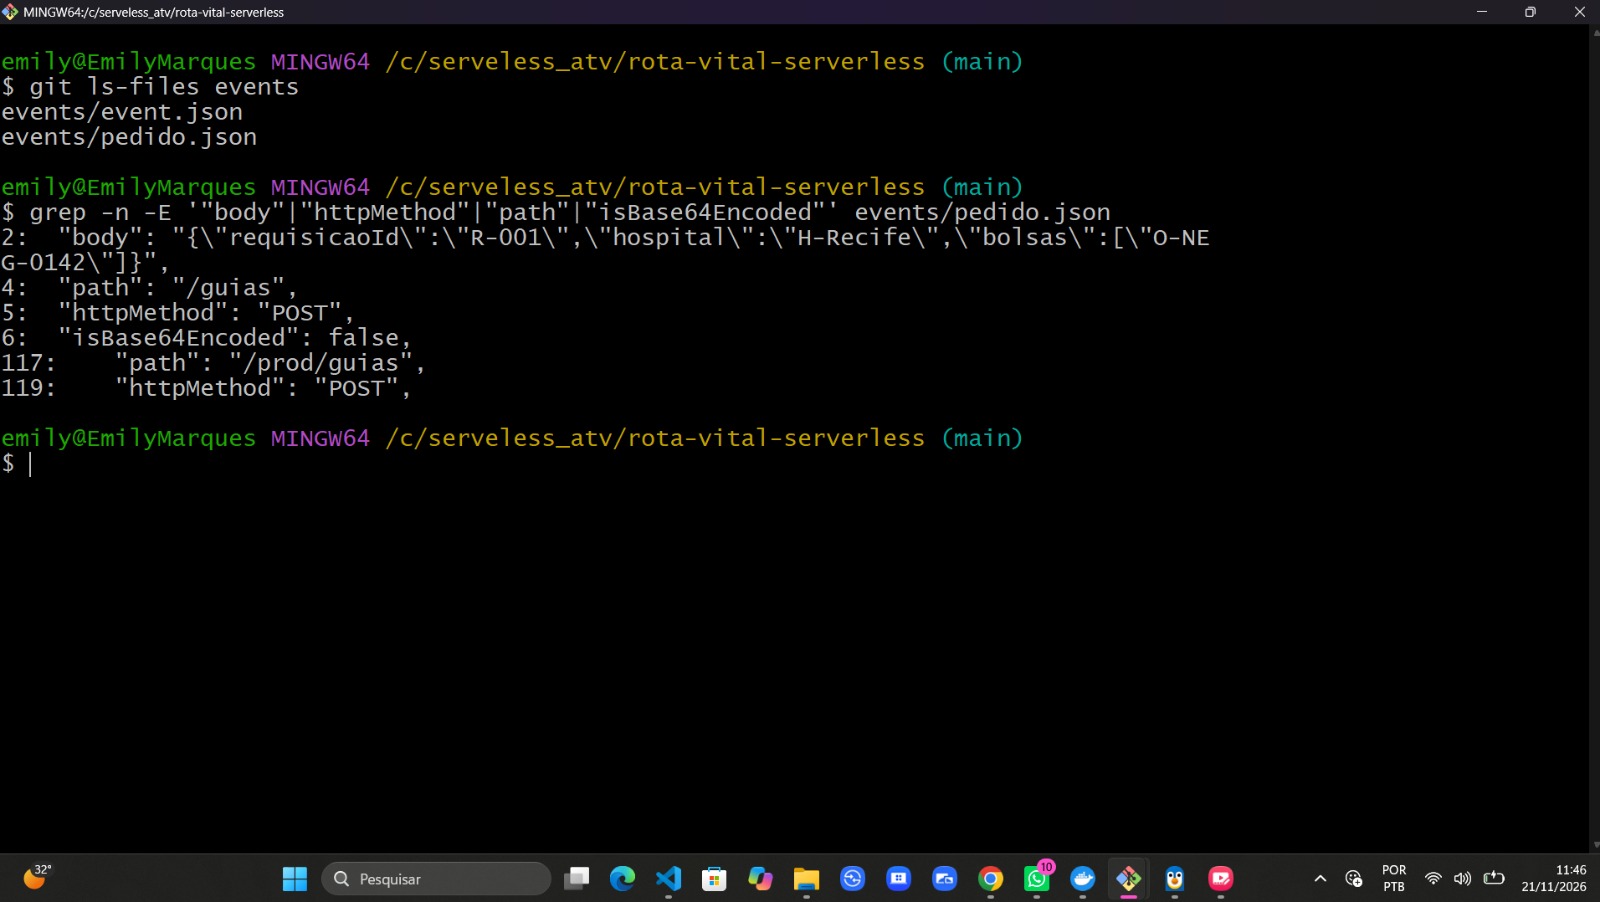 MINGW64:/c/serveless_atv/rota-vital-serverless
emily@EmilyMarques MINGW64 /c/serveless_atv/rota-vital-serverless (main)
$ git ls-files events
events/event.json
events/pedido.json
emily@EmilyMarques MINGW64 /c/serveless_atv/rota-vital-serverless (main)
$ grep -n -E '"body"|"httpMethod"|"path"|"isBase64Encoded"' events/pedido.json
2:  "body": "{\"requisicaoId\":\"R-001\",\"hospital\":\"H-Recife\",\"bolsas\":[\"O-NE
G-0142\"]}",
4:  "path": "/guias",
5:  "httpMethod": "POST",
6:  "isBase64Encoded": false,
117:    "path": "/prod/guias",
119:    "httpMethod": "POST",
emily@EmilyMarques MINGW64 /c/serveless_atv/rota-vital-serverless (main)
$
32°
Pesquisar
10
POR
PTB
11:46
21/11/2026